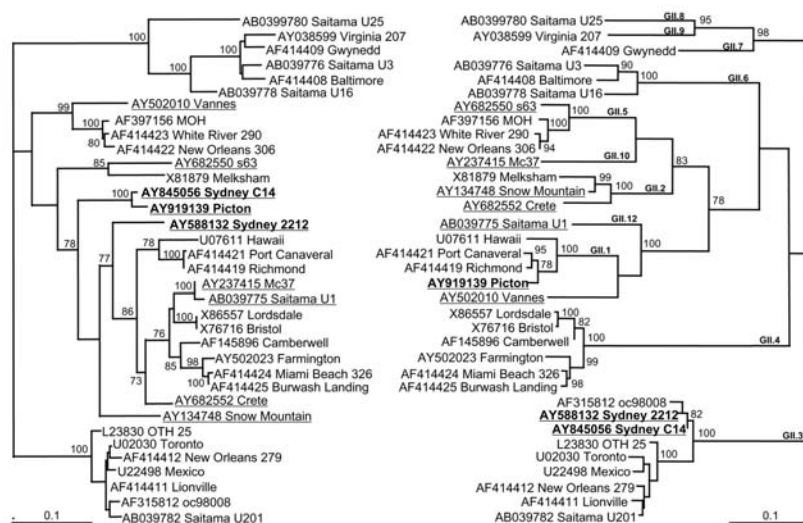 AB0399780 Saitama U25
100
AY038599 Virginia 207
AF414409 Gwynedd
100
AB039776 Saitama U3
100
AF414408 Baltimore
AB039778 Saitama U16
AY502010 Vannes
99
AF397156 MOH
100
AF414423 White River 290
80
AF414422 New Orleans 306
AY682550 s63
85
X81879 Melksham
AY845056 Sydney C14
100
AY919139 Picton
AY588132 Sydney 2212
78
78
U07611 Hawaii
77
AF414421 Port Canaveral
100
AF414419 Richmond
AY237415 Mc37
AB039775 Saitama U1
86
X86557 Lordsdale
100
X76716 Bristol
76
AF145896 Camberwell
85
AY502023 Farmington
98
AF414424 Miami Beach 326
73
100
AF414425 Burwash Landing
AY682552 Crete
AY134748 Snow Mountain
L23830 OTH 25
100
U02030 Toronto
AF414412 New Orleans 279
U22498 Mexico
AF414411 Lionville
AF315812 oc98008
AB039782 Saitama U201
0.1
AB0399780 Saitama U25
GII.8
95
AY038599 Virginia 207
GII.9
98
AF414409 Gwynedd
GII.7
AB039776 Saitama U3
90
AF414408 Baltimore
100
GII.6
AB039778 Saitama U16
AY682550 s63
100
GII.5
AF397156 MOH
100
AF414423 White River 290
AF414422 New Orleans 306
94
AY237415 Mc37
GII.10
83
X81879 Melksham
99
AY134748 Snow Mountain
100
GII.2
AY682552 Crete
78
AB039775 Saitama U1
GII.12
U07611 Hawaii
100
AF414421 Port Canaveral
95
100
GII.1
AF414419 Richmond
78
AY919139 Picton
AY502010 Vannes
X86557 Lordsdale
100
X76716 Bristol
82
AF145896 Camberwell
100
GII.4
AY502023 Farmington
99
AF414424 Miami Beach 326
AF414425 Burwash Landing
98
AF315812 oc98008
AY588132 Sydney 2212
82
AY845056 Sydney C14
100
GII.3
L23830 OTH 25
100
U02030 Toronto
U22498 Mexico
AF414412 New Orleans 279
AF414411 Lionville
AB039782 Saitama U201
100
0.1